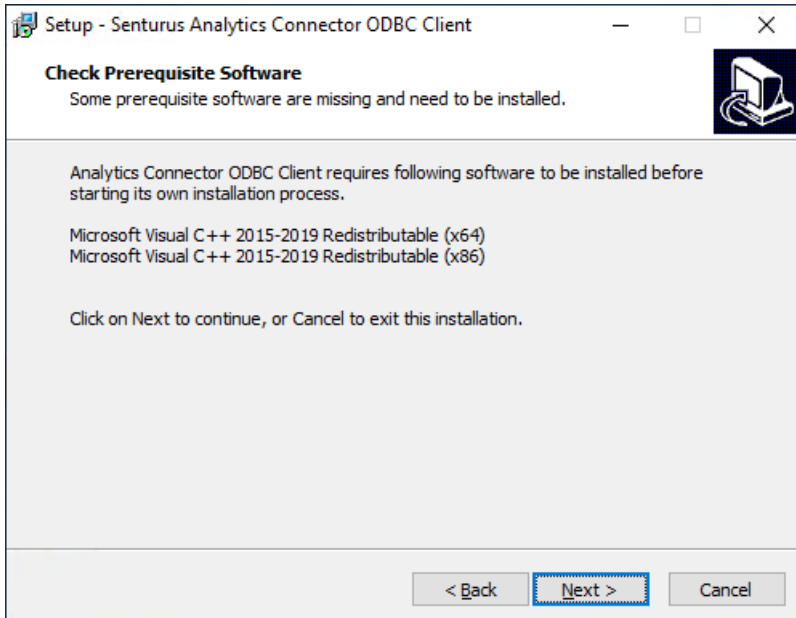 Setup - Senturus Analytics Connector ODBC Client
Check Prerequisite Software
Some prerequisite software are missing and need to be installed.
Analytics Connector ODBC Client requires following software to be installed before
starting its own installation process.
Microsoft Visual C++ 2015-2019 Redistributable (x64)
Microsoft Visual C++ 2015-2019 Redistributable (x86)
Click on Next to continue, or Cancel to exit this installation.
< Back Next > Cancel